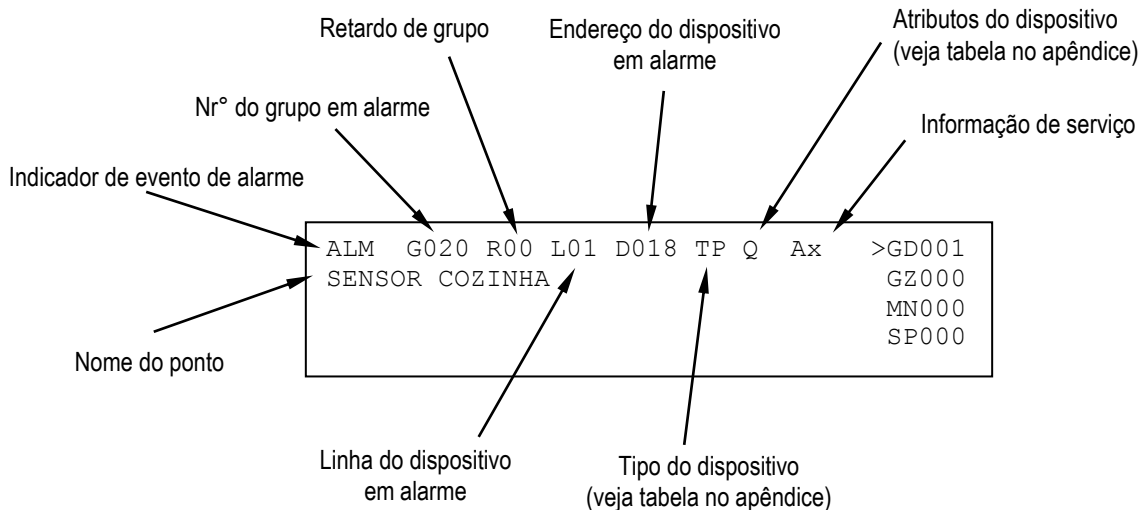 Retardo de grupo
Endereço do dispositivo
em alarme
Atributos do dispositivo
(veja tabela no apêndice)
Nr° do grupo em alarme
Informação de serviço
Indicador de evento de alarme
ALM G020 R00 L01 D018 TP Q Ax >GD001
SENSOR COZINHA GZ000
MN000
SP000
Nome do ponto
Linha do dispositivo
em alarme
Tipo do dispositivo
(veja tabela no apêndice)